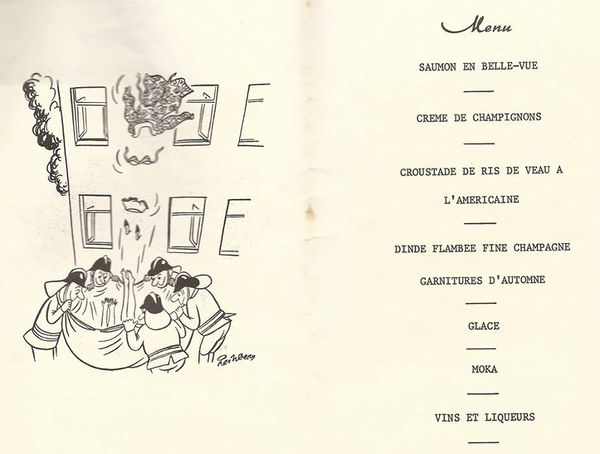 Menu
SAUMON EN BELLE-VUE
CREME DE CHAMPIGNONS
CROUSTADE DE RIS DE VEAU A
L'AMERICAINE
DINDE FLAMBEE FINE CHAMPAGNE
GARNITURES D'AUTOMNE
GLACE
MOKA
VINS ET LIQUEURS